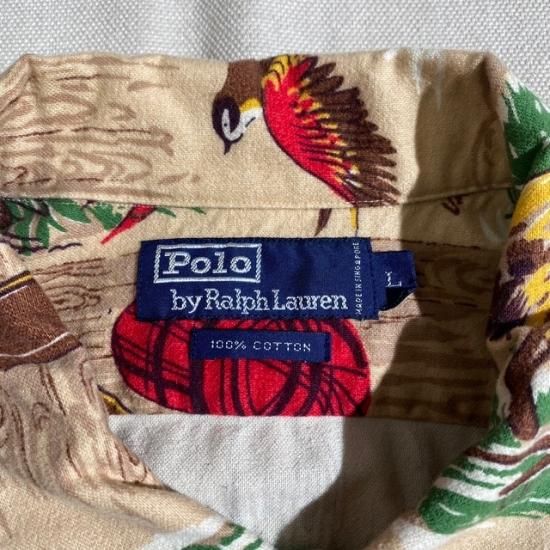 Polo
by Ralph Lauren
MADE IN SINGAPORE
L
100% COTTON